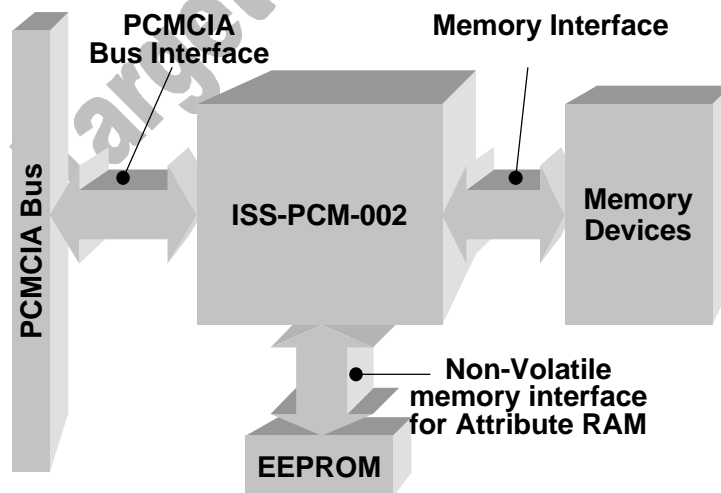 PCMCIA
Bus Interface
Memory Interface
PCMCIA Bus
ISS-PCM-002
Memory
Devices
Non-Volatile
memory interface
for Attribute RAM
EEPROM